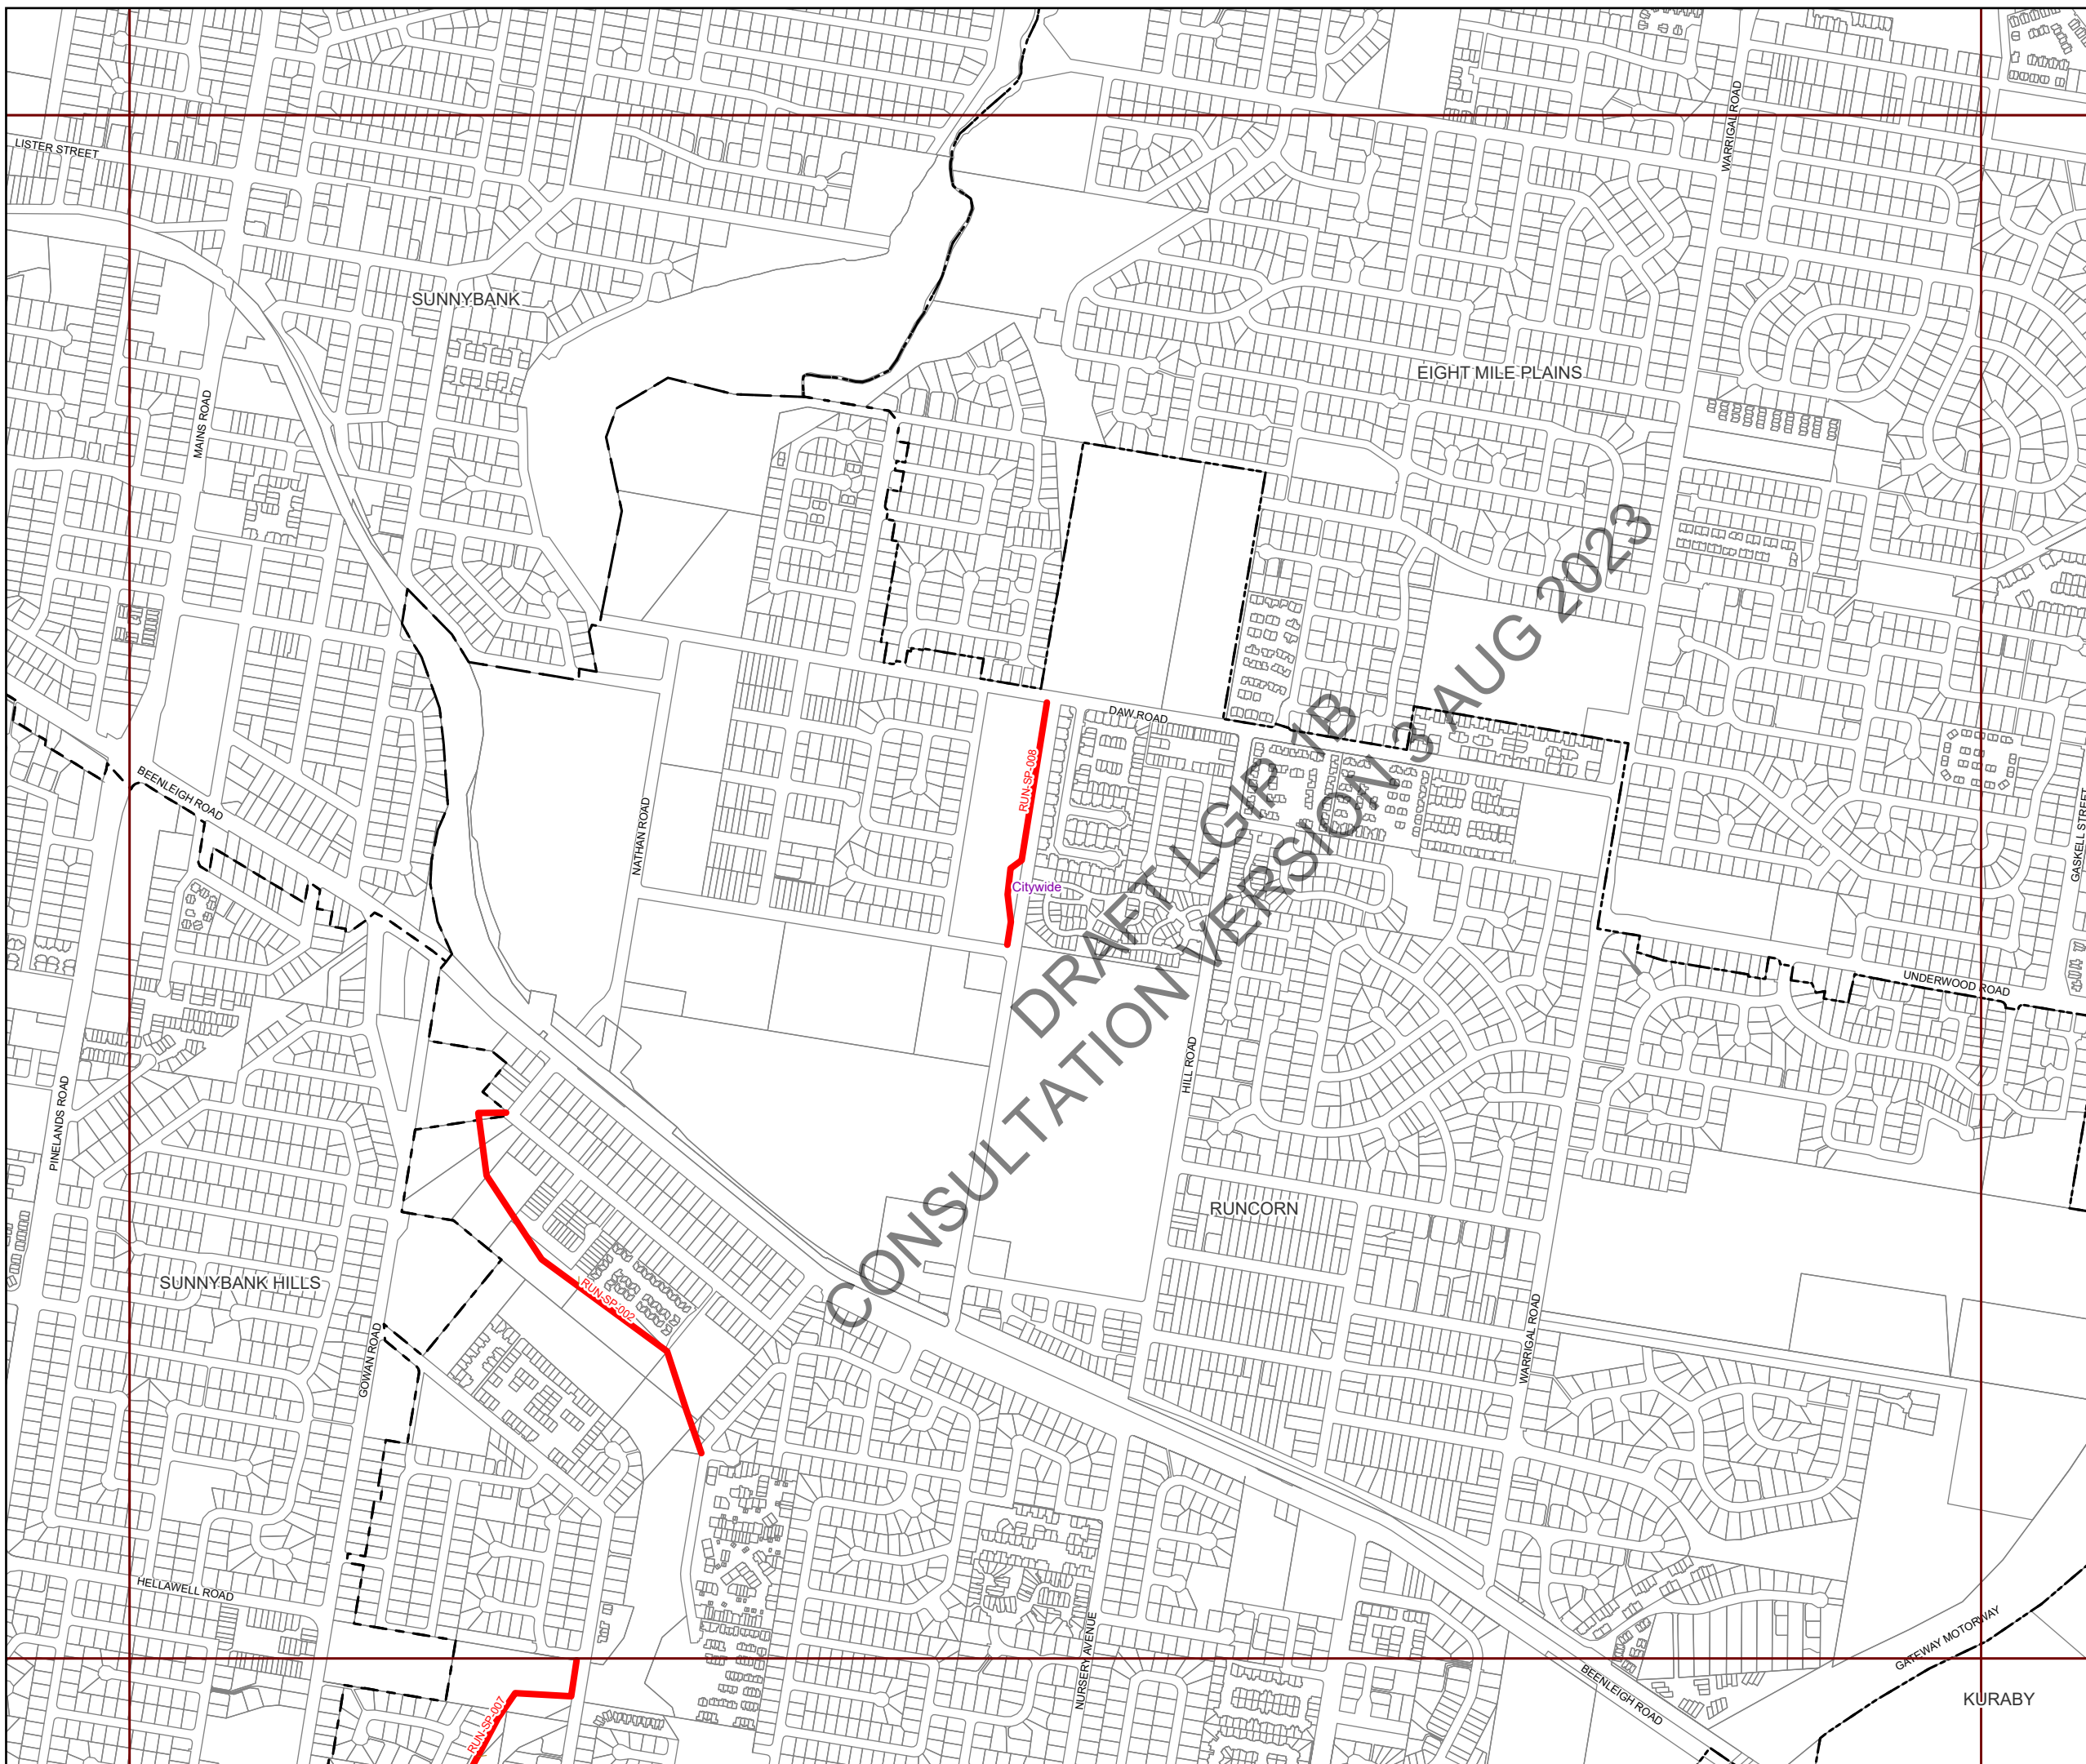 WARRIGAL ROAD
LISTER STREET
SUNNYBANK
EIGHT MILE PLAINS
MAINS ROAD
DAW ROAD
RUN-SP-008
BEENLEIGH ROAD
NATHAN ROAD
GASKELL STREET
Citywide
DRAFT LGIP 1B
CONSULTATION VERSION 3 AUG 2023
UNDERWOOD ROAD
HILL ROAD
PINELANDS ROAD
RUNCORN
SUNNYBANK HILLS
RUN-SP-002
GOWAN ROAD
WARRIGAL ROAD
HELLAWELL ROAD
NURSERY AVENUE
GATEWAY MOTORWAY
BEENLEIGH ROAD
KURABY
RUN-SP-007